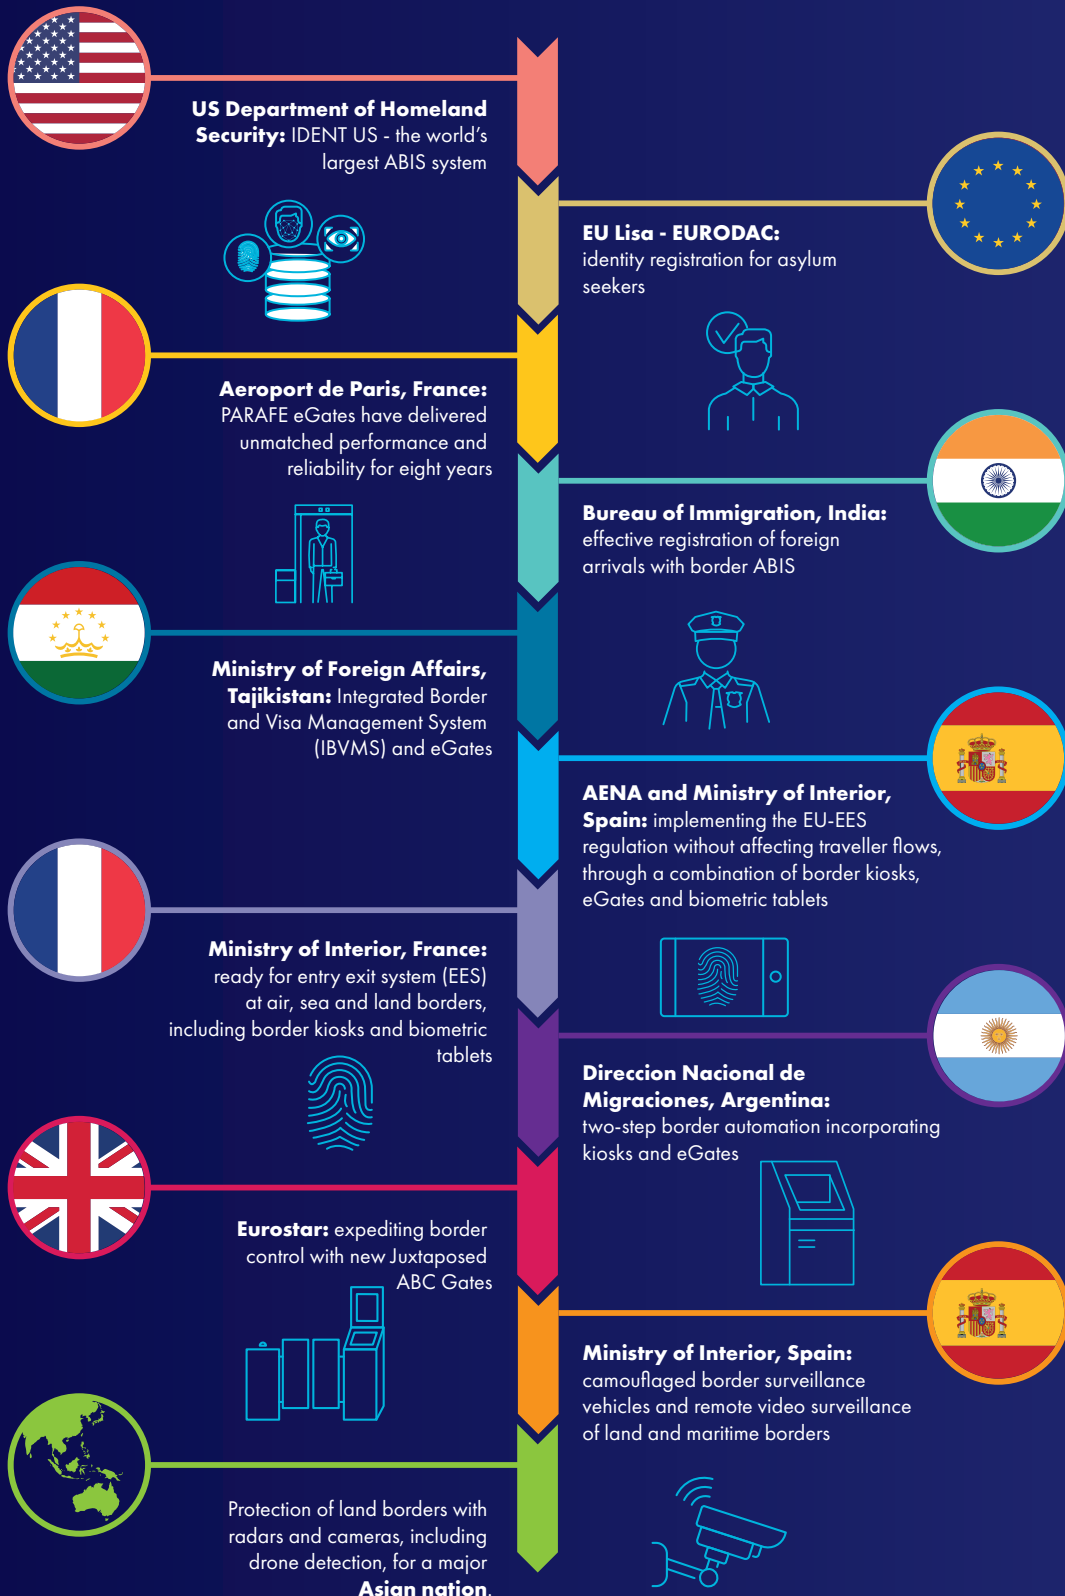 US Department of Homeland
Security: IDENT US - the world's
largest ABIS system
EU Lisa - EURODAC:
identity registration for asylum
seekers
Aeroport de Paris, France:
PARAFE eGates have delivered
unmatched performance and
reliability for eight years
Bureau of Immigration, India:
effective registration of foreign
arrivals with border ABIS
Ministry of Foreign Affairs,
Tajikistan: Integrated Border
and Visa Management System
(IBVMS) and eGates
AENA and Ministry of Interior,
Spain: implementing the EU-EES
regulation without affecting traveller flows,
through a combination of border kiosks,
eGates and biometric tablets
Ministry of Interior, France:
ready for entry exit system (EES)
at air, sea and land borders,
including border kiosks and biometric
tablets
Direccion Nacional de
Migraciones, Argentina:
two-step border automation incorporating
kiosks and eGates
Eurostar: expediting border
control with new Juxtaposed
ABC Gates
Ministry of Interior, Spain:
camouflaged border surveillance
vehicles and remote video surveillance
of land and maritime borders
Protection of land borders with
radars and cameras, including
drone detection, for a major
Asian nation.